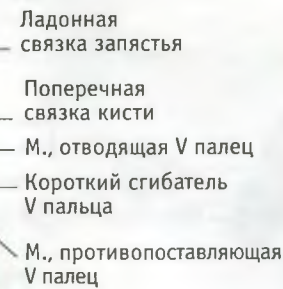 Ладонная
связка запястья
Поперечная
связка кисти
М., отводящая V палец
Короткий сгибатель
V пальца
М., противопоставляющая
V палец